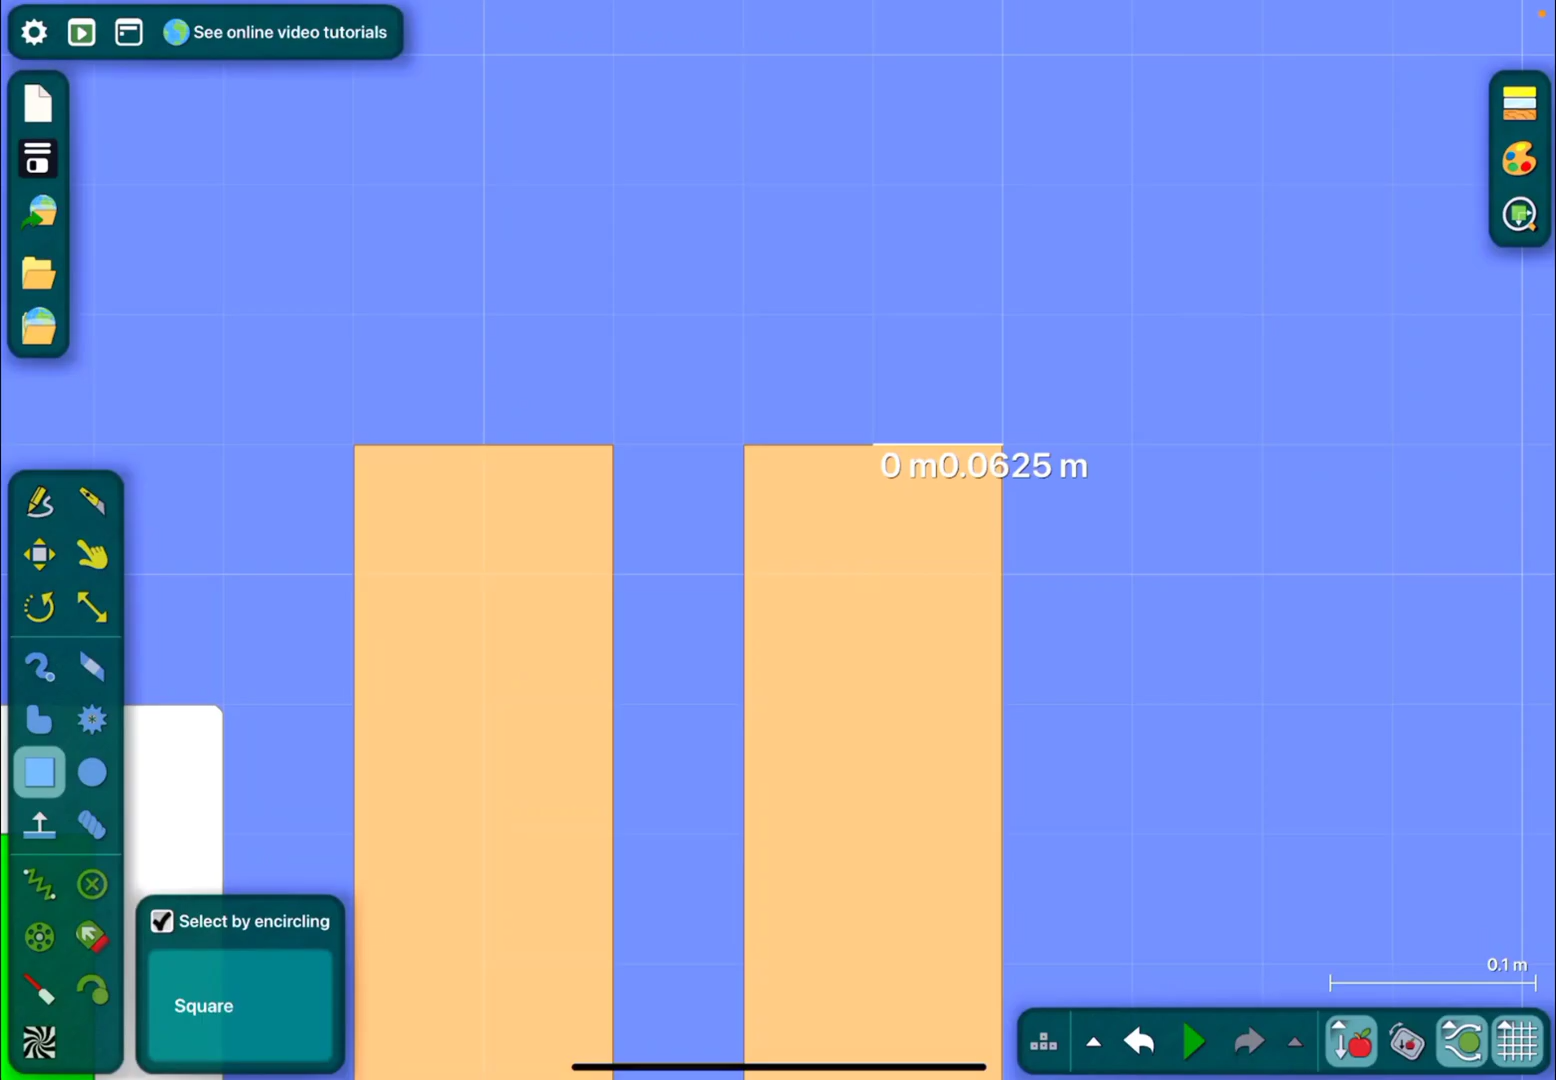 See online video tutorials
0 m0.0625 m
Select by encircling
Square
0.1 m